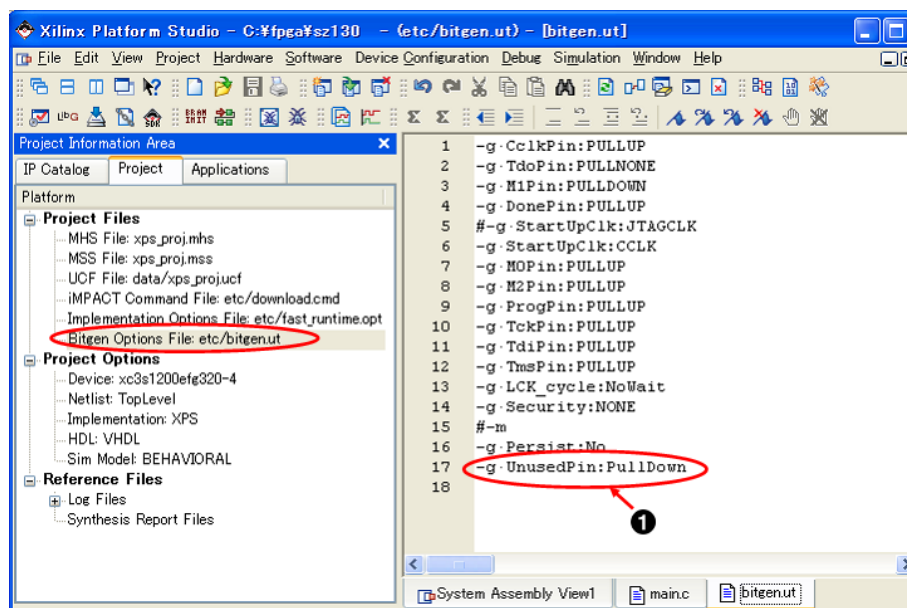 Xilinx Platform Studio - C:¥fpga¥sz130 - (etc/bitgen.ut) - [bitgen.ut]
File Edit View Project Hardware Software Device Configuration Debug Simulation Window Help
Project Information Area
IP Catalog Project Applications
Platform
Project Files
MHS File: xps_proj.mhs
MSS File: xps_proj.mss
UCF File: data/xps_proj.ucf
iMPACT Command File: etc/download.cmd
Implementation Options File: etc/fast_runtime.opt
Bitgen Options File: etc/bitgen.ut
Project Options
Device: xc3s1200efg320-4
Netlist: TopLevel
Implementation: XPS
HDL: VHDL
Sim Model: BEHAVIORAL
Reference Files
Log Files
Synthesis Report Files
1 -g·CclkPin:PULLUP
2 -g·TdoPin:PULLNONE
3 -g·M1Pin:PULLDOWN
4 -g·DonePin:PULLUP
5 #-g·StartUpClk:JTAGCLK
6 -g·StartUpClk:CCLK
7 -g·M0Pin:PULLUP
8 -g·M2Pin:PULLUP
9 -g·ProgPin:PULLUP
10 -g·TckPin:PULLUP
11 -g·TdiPin:PULLUP
12 -g·TmsPin:PULLUP
13 -g·LCK_cycle:NoWait
14 -g·Security:NONE
15 #-m
16 -g·Persist:No
17 -g·UnusedPin:PullDown
18
❶
System Assembly View1 main.c bitgen.ut